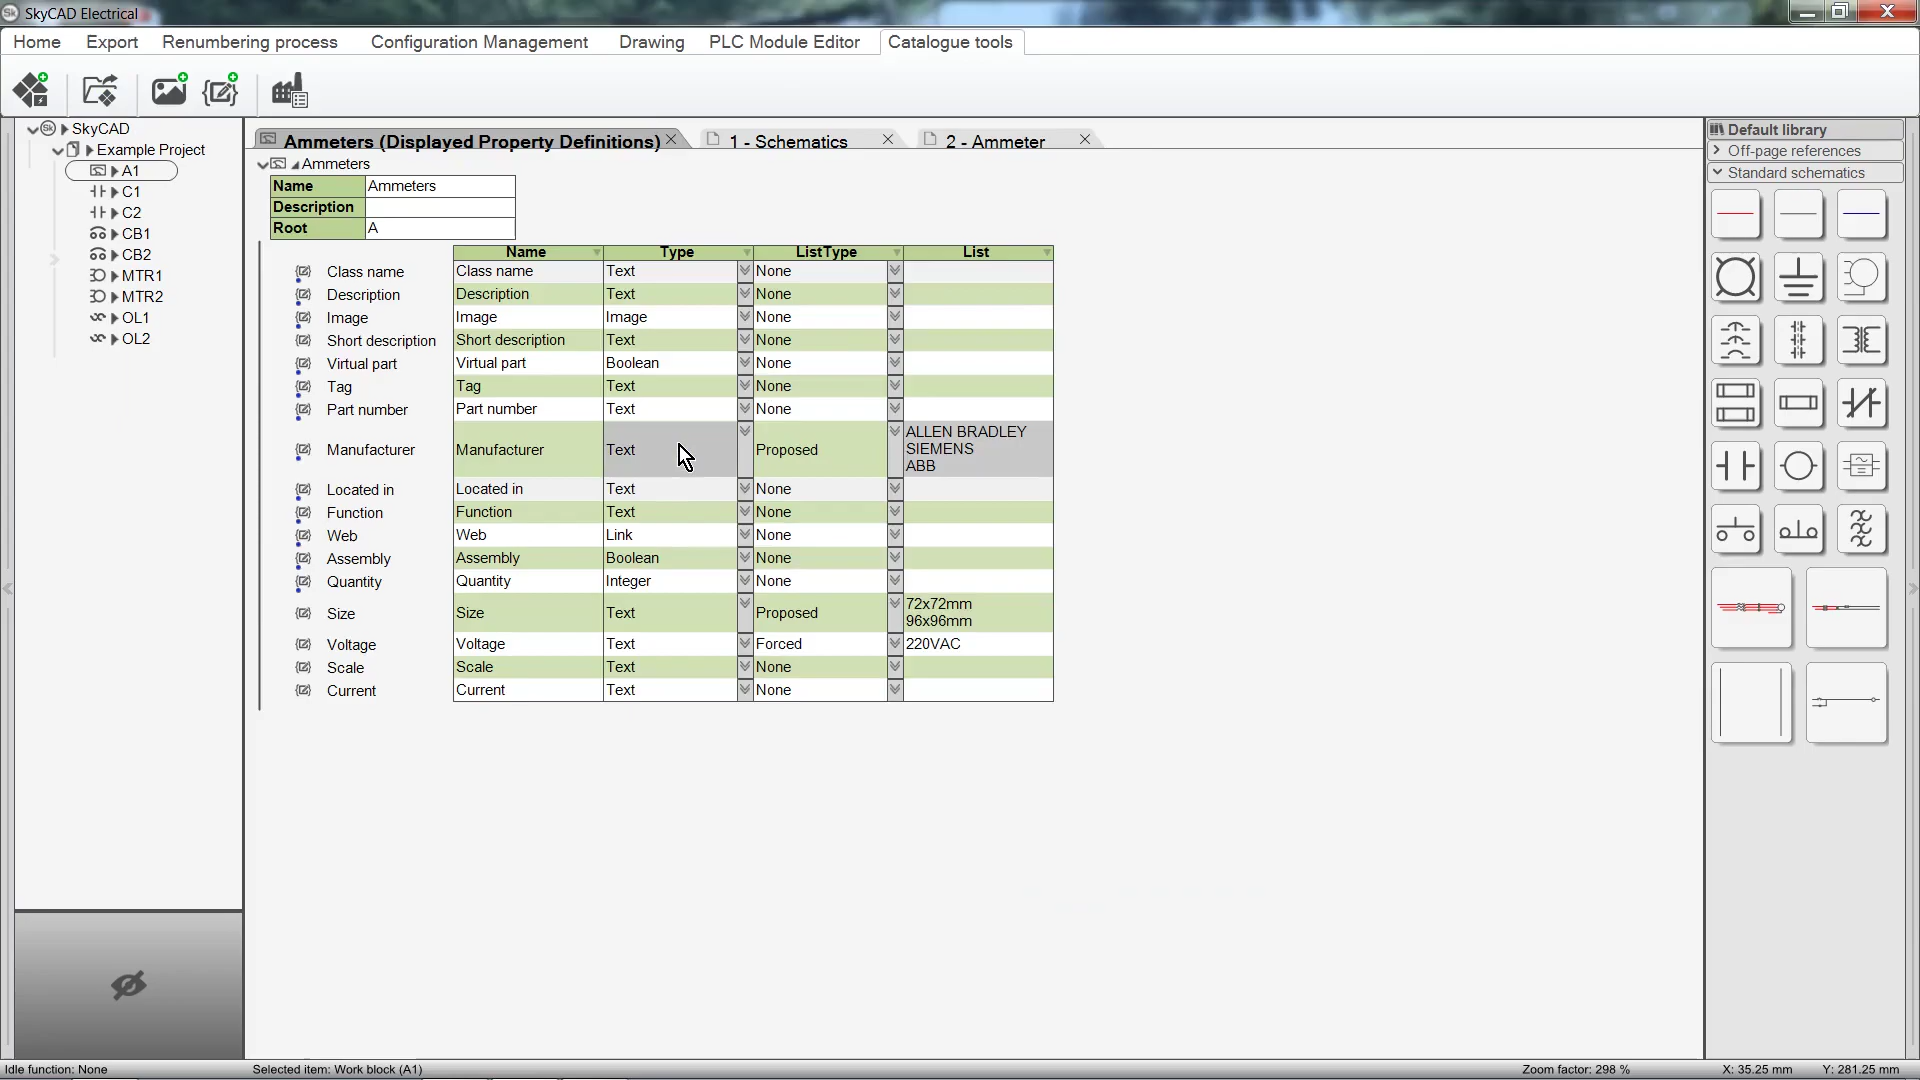 SkyCAD Electrical
Home Export Renumbering process Configuration Management Drawing PLC Module Editor Catalogue tools
SkyCAD
Example Project
A1
C1
C2
CB1
CB2
MTR1
MTR2
OL1
OL2
Ammeters (Displayed Property Definitions) 1 - Schematics 2 - Ammeter
Ammeters
Name Ammeters
Description
Root A
Name Type ListType List
Class name Class name Text None
Description Description Text None
Image Image Image None
Short description Short description Text None
Virtual part Virtual part Boolean None
Tag Tag Text None
Part number Part number Text None
Manufacturer Manufacturer Text Proposed ALLEN BRADLEY
SIEMENS
ABB
Located in Located in Text None
Function Function Text None
Web Web Link None
Assembly Assembly Boolean None
Quantity Quantity Integer None
Size Size Text Proposed 72x72mm
96x96mm
Voltage Voltage Text Forced 220VAC
Scale Scale Text None
Current Current Text None
Default library
Off-page references
Standard schematics
Idle function: None Selected item: Work block (A1) Zoom factor: 298 % X: 35.25 mm Y: 281.25 mm